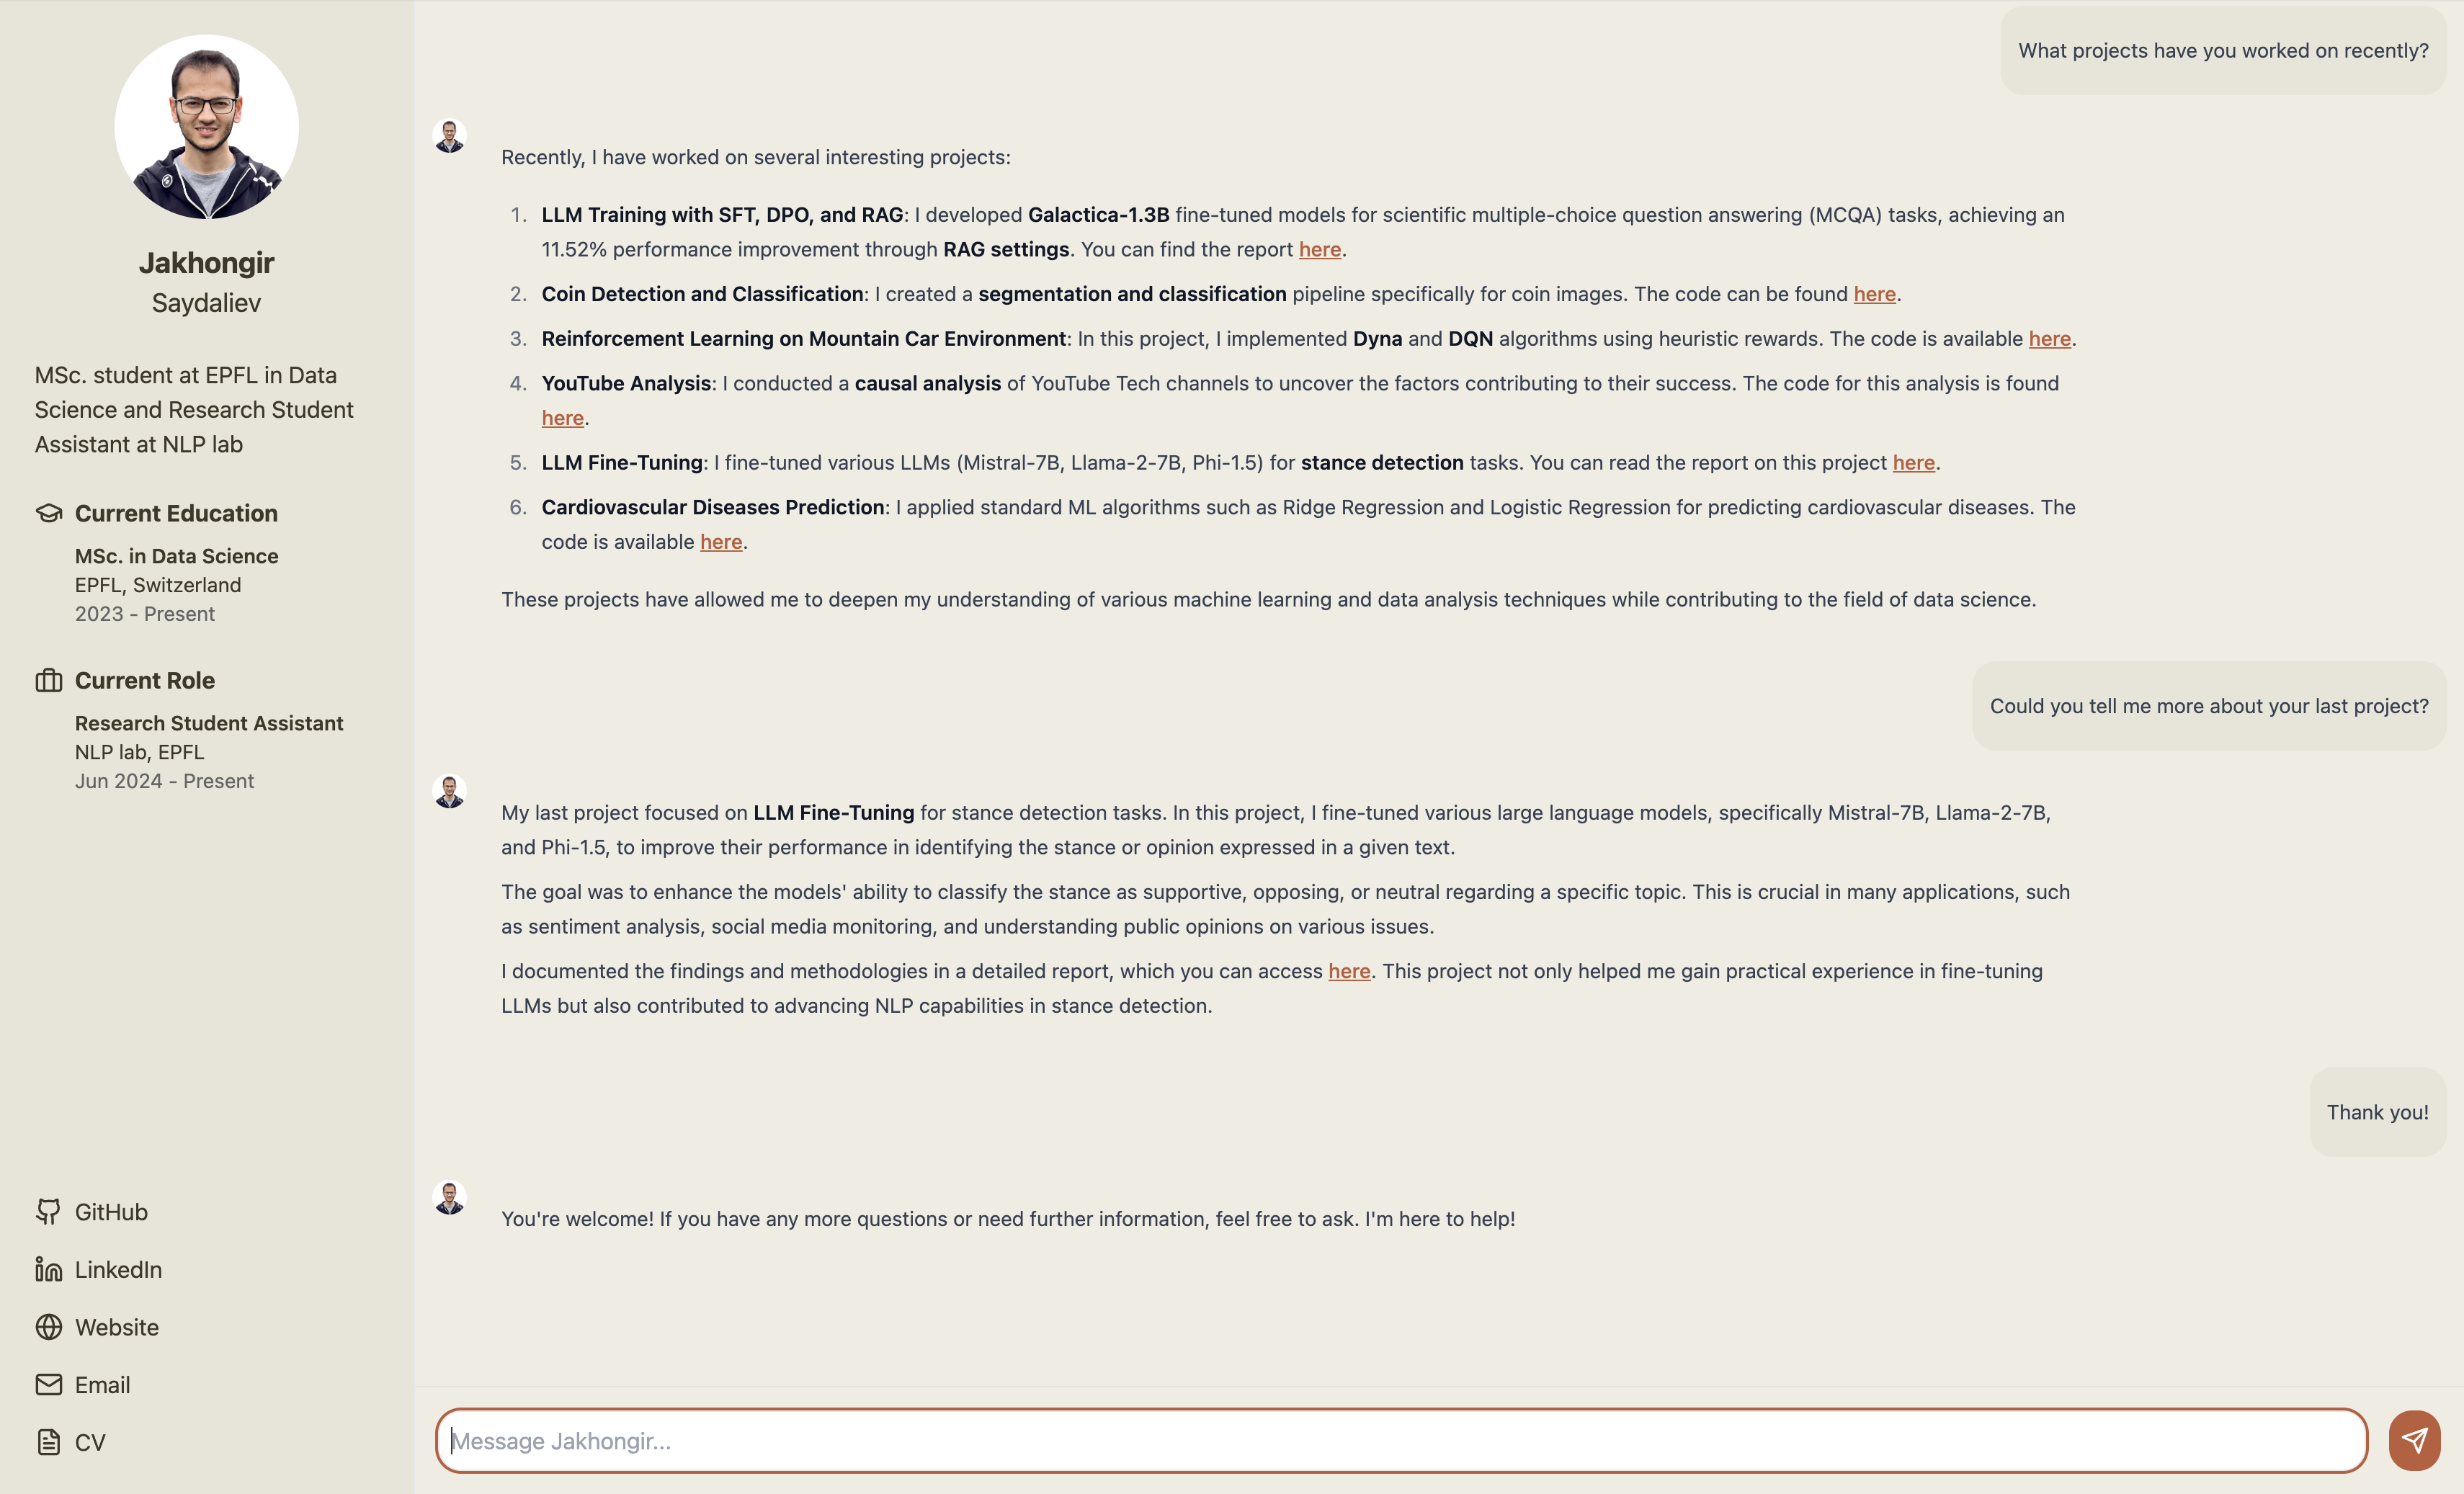 Jakhongir
Saydaliev
MSc. student at EPFL in Data
Science and Research Student
Assistant at NLP lab
Current Education
MSc. in Data Science
EPFL, Switzerland
2023 - Present
Current Role
Research Student Assistant
NLP lab, EPFL
Jun 2024 - Present
GitHub
LinkedIn
Website
Email
CV
What projects have you worked on recently?
Recently, I have worked on several interesting projects:
1. LLM Training with SFT, DPO, and RAG: I developed Galactica-1.3B fine-tuned models for scientific multiple-choice question answering (MCQA) tasks, achieving an
11.52% performance improvement through RAG settings. You can find the report here.
2. Coin Detection and Classification: I created a segmentation and classification pipeline specifically for coin images. The code can be found here.
3. Reinforcement Learning on Mountain Car Environment: In this project, I implemented Dyna and DQN algorithms using heuristic rewards. The code is available here.
4. YouTube Analysis: I conducted a causal analysis of YouTube Tech channels to uncover the factors contributing to their success. The code for this analysis is found
here.
5. LLM Fine-Tuning: I fine-tuned various LLMs (Mistral-7B, Llama-2-7B, Phi-1.5) for stance detection tasks. You can read the report on this project here.
6. Cardiovascular Diseases Prediction: I applied standard ML algorithms such as Ridge Regression and Logistic Regression for predicting cardiovascular diseases. The
code is available here.
These projects have allowed me to deepen my understanding of various machine learning and data analysis techniques while contributing to the field of data science.
Could you tell me more about your last project?
My last project focused on LLM Fine-Tuning for stance detection tasks. In this project, I fine-tuned various large language models, specifically Mistral-7B, Llama-2-7B,
and Phi-1.5, to improve their performance in identifying the stance or opinion expressed in a given text.
The goal was to enhance the models' ability to classify the stance as supportive, opposing, or neutral regarding a specific topic. This is crucial in many applications, such
as sentiment analysis, social media monitoring, and understanding public opinions on various issues.
I documented the findings and methodologies in a detailed report, which you can access here. This project not only helped me gain practical experience in fine-tuning
LLMs but also contributed to advancing NLP capabilities in stance detection.
Thank you!
You're welcome! If you have any more questions or need further information, feel free to ask. I'm here to help!
Message Jakhongir...